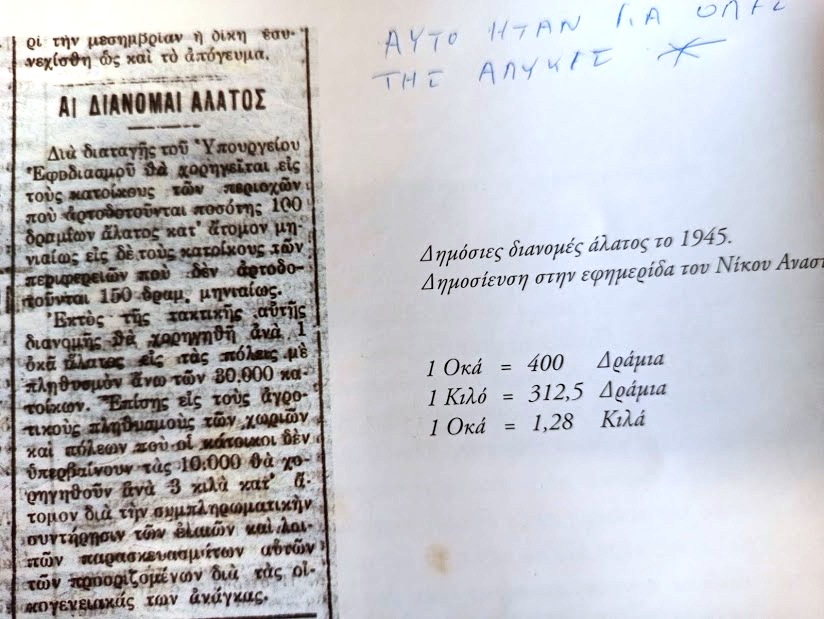 ρί τὴν μεσημβρίαν ἡ δίκη ἐσυ-
νεχίσθη ὡς καὶ τὸ ἀπόγευμα.
ΑΙ ΔΙΑΝΟΜΑΙ ΑΛΑΤΟΣ
Διὰ διαταγῆς τοῦ Ὑπουργείου
Ἐφοδιασμοῦ θὰ χορηγεῖται εἰς
τοὺς κατοίκους τῶν περιοχῶν
ποὺ ἀρτοδοτοῦνται ποσότης 100
δραμίων ἅλατος κατ' ἄτομον μη-
νιαίως εἰς δὲ τοὺς κατοίκους τῶν
περιφερειῶν ποὺ δὲν ἀρτοδο-
τοῦνται 150 δραμ. μηνιαίως.
Ἐκτὸς τῆς τακτικῆς αὐτῆς
διανομῆς θὰ χορηγηθῇ ἀνὰ 1
ὀκᾶ ἅλατος εἰς τὰς πόλεις μὲ
πληθυσμὸν ἄνω τῶν 30.000 κα-
τοίκων. Ἐπίσης εἰς τοὺς ἀγρο-
τικοὺς πληθυσμοὺς τῶν χωριῶν
καὶ πόλεων ποὺ οἱ κάτοικοι δὲν
ὑπερβαίνουν τὰς 10.000 θὰ χο-
ρηγηθοῦν ἀνὰ 3 κιλὰ κατ' ἄ-
τομον διὰ τὴν συμπληρωματικὴν
συντήρησιν τῶν ἐλαιῶν καὶ λοι-
πῶν παρασκευασμάτων αὐτῶν
τῶν προοριζομένων διὰ τὰς οἰ-
κογενειακάς των ἀνάγκας.
ΑΥΤΟ ΗΤΑΝ ΓΙΑ ΟΛΕΣ
ΤΗΣ ΑΛΥΚΕΣ
Δημόσιες διανομές άλατος το 1945.
Δημοσίευση στην εφημερίδα του Νίκου Αναστ
1 Οκά = 400 Δράμια
1 Κιλό = 312,5 Δράμια
1 Οκά = 1,28 Κιλά